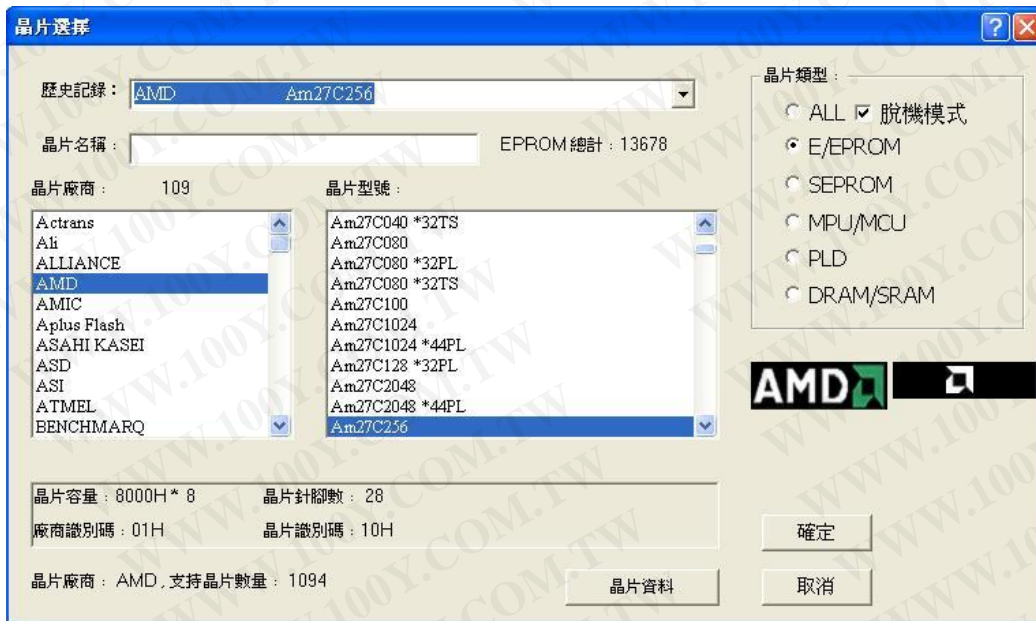 晶片選擇
歷史記錄： AMD Am27C256
晶片名稱： EPROM 總計：13678
晶片廠商： 109 晶片型號：
Actrans
Ali
ALLIANCE
AMD
AMIC
Aplus Flash
ASAHI KASEI
ASD
ASI
ATMEL
BENCHMARQ
Am27C040 *32TS
Am27C080
Am27C080 *32PL
Am27C080 *32TS
Am27C100
Am27C1024
Am27C1024 *44PL
Am27C128 *32PL
Am27C2048
Am27C2048 *44PL
Am27C256
晶片類型：
ALL 脫機模式
E/EPROM
SEPROM
MPU/MCU
PLD
DRAM/SRAM
AMD
晶片容量：8000H * 8 晶片針腳數：28
廠商識別碼：01H 晶片識別碼：10H
晶片廠商：AMD , 支持晶片數量：1094
晶片資料
確定
取消
WWW.100Y.COM.TW